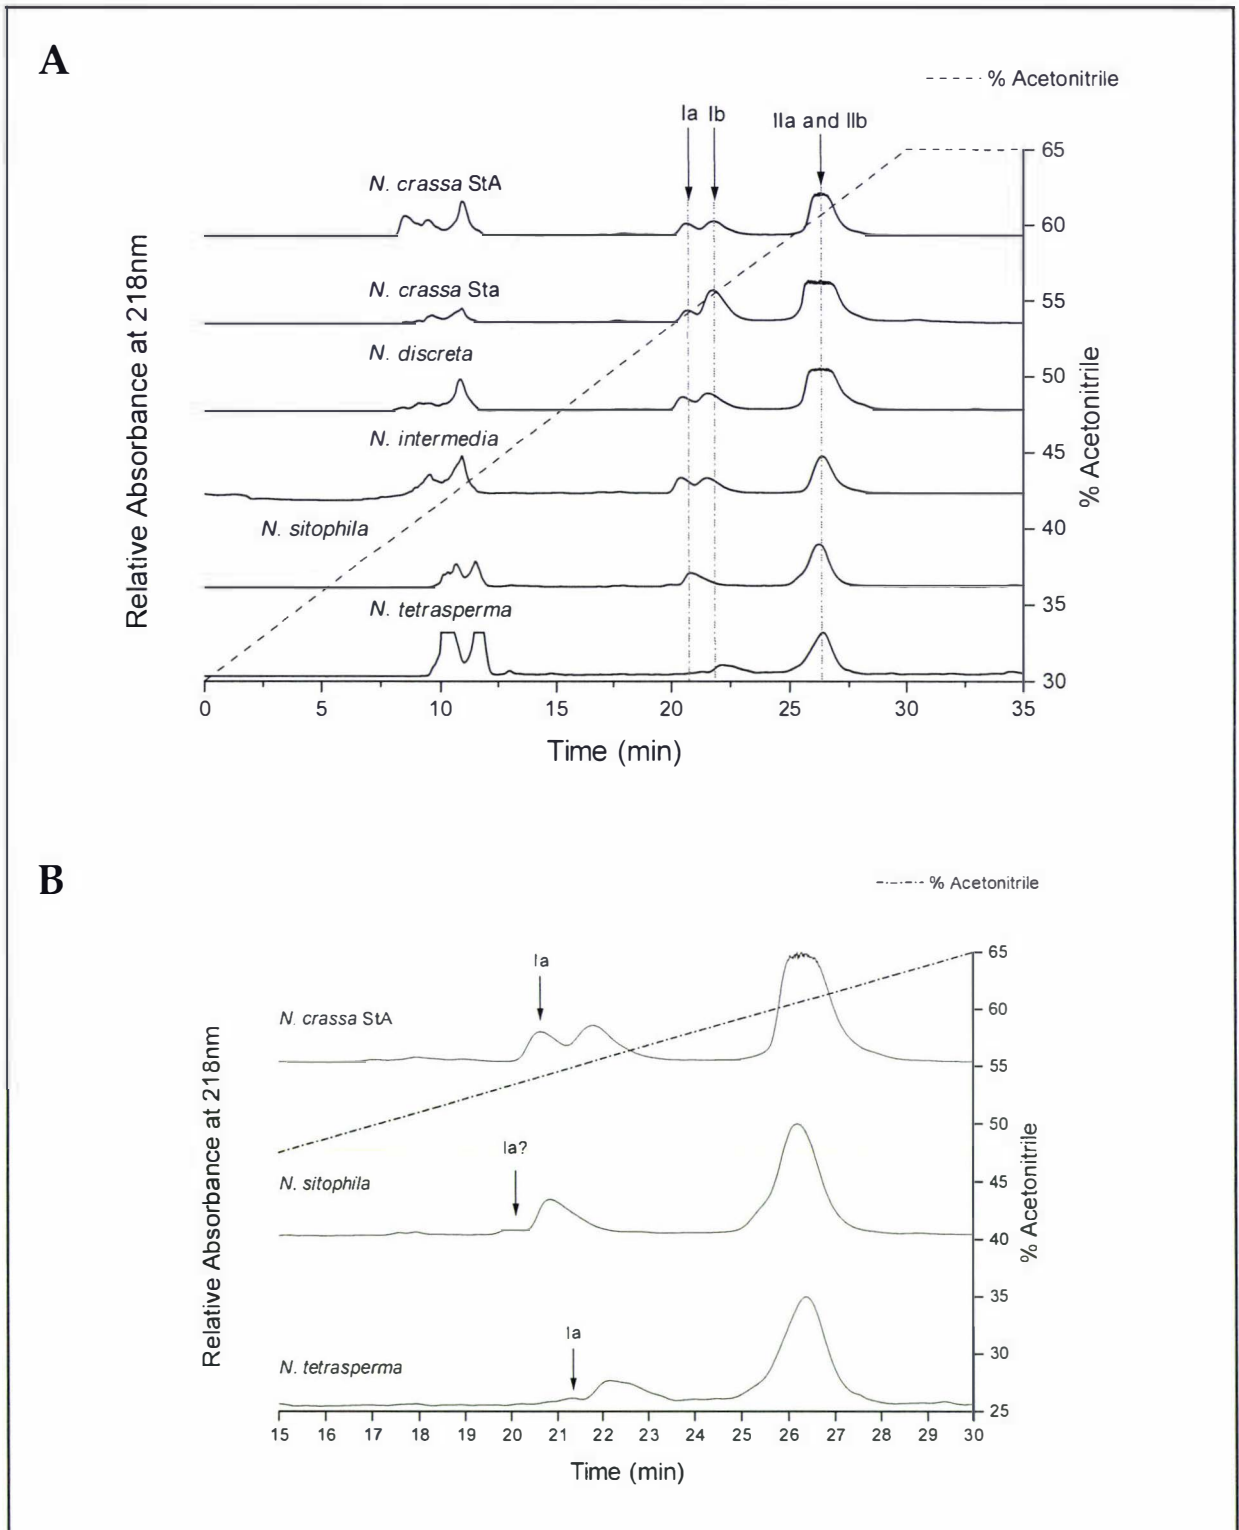 A
----- % Acetonitrile
Ia Ib IIa and IIb
N. crassa StA
N. crassa Sta
N. discreta
N. intermedia
N. sitophila
N. tetrasperma
Relative Absorbance at 218nm
65
60
55
50
45
40
35
30
% Acetonitrile
0 5 10 15 20 25 30 35
Time (min)
B
% Acetonitrile
Ia
N. crassa StA
Ia?
N. sitophila
Ia
N. tetrasperma
Relative Absorbance at 218nm
65
60
55
50
45
40
35
30
25
% Acetonitrile
15 16 17 18 19 20 21 22 23 24 25 26 27 28 29 30
Time (min)